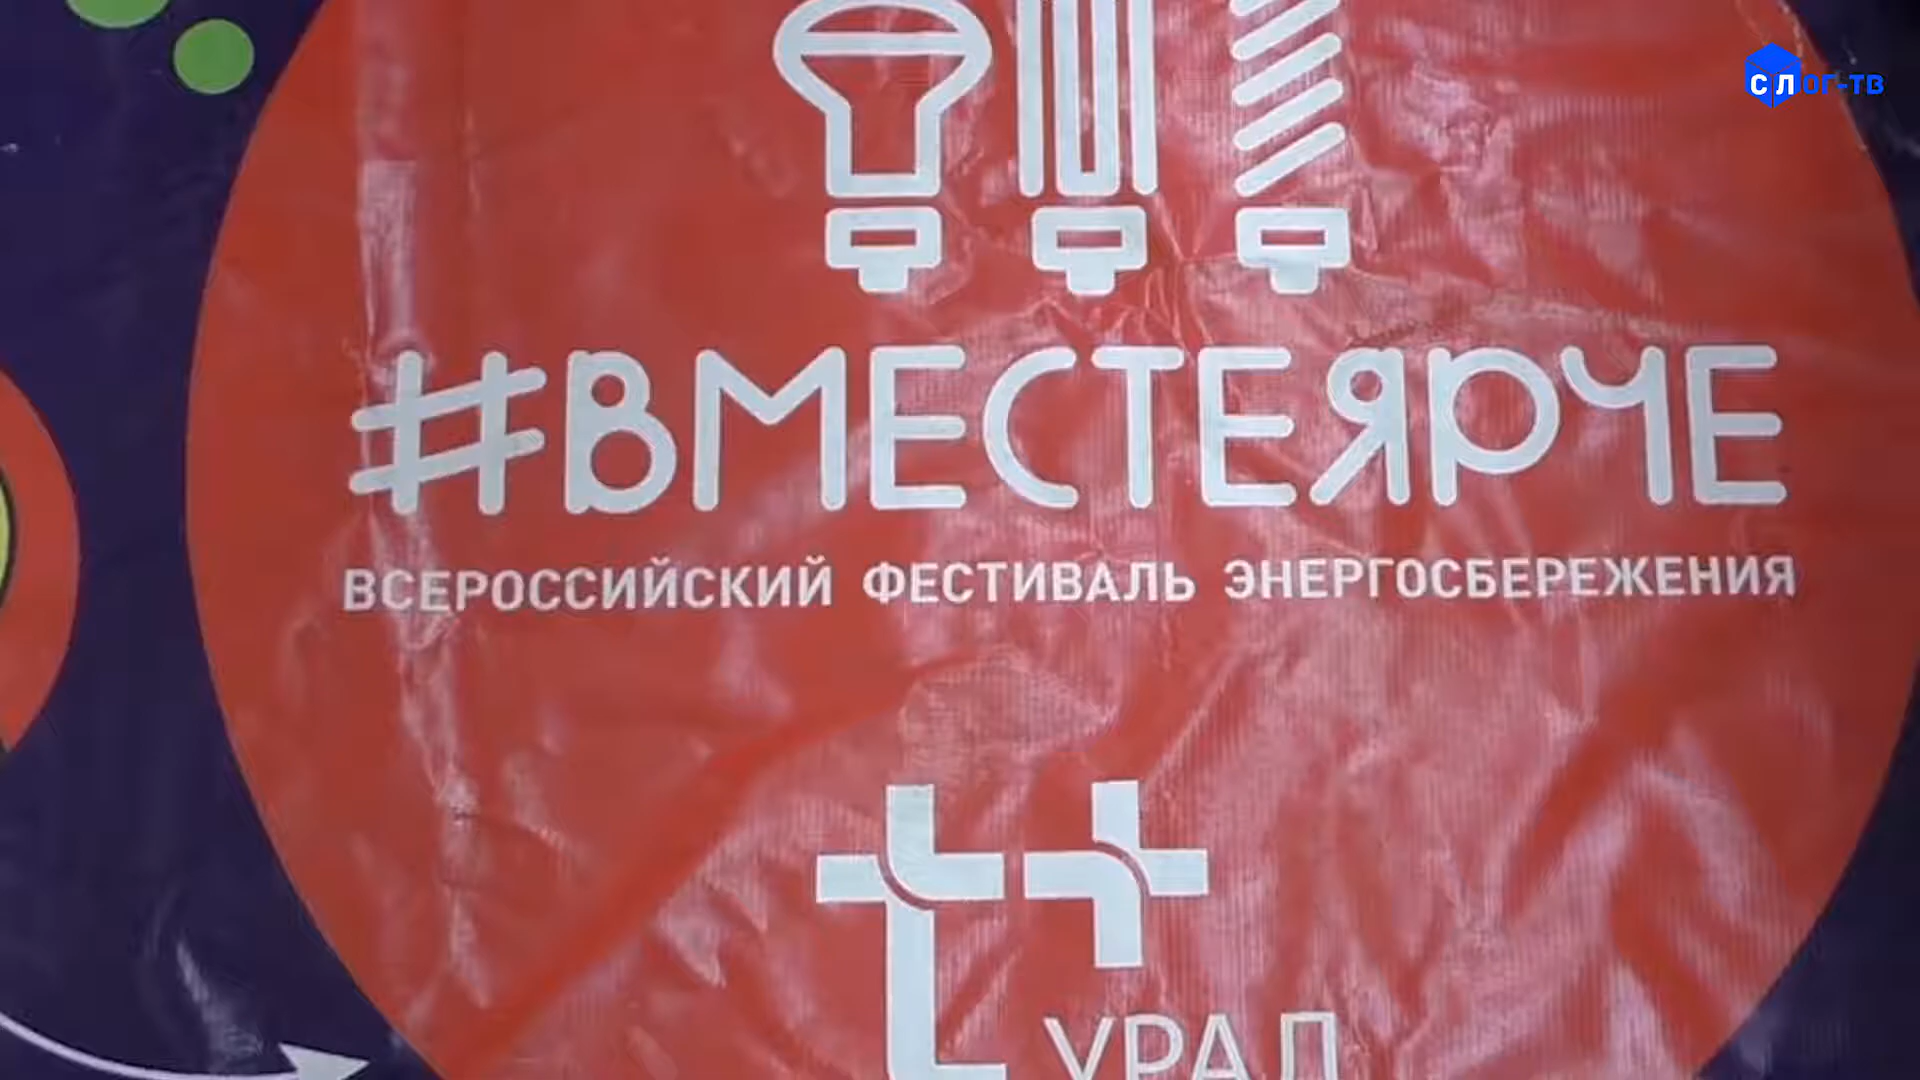 СЛОГ-ТВ
#ВМЕСТЕЯРЧЕ
ВСЕРОССИЙСКИЙ ФЕСТИВАЛЬ ЭНЕРГОСБЕРЕЖЕНИЯ
УРАЛ